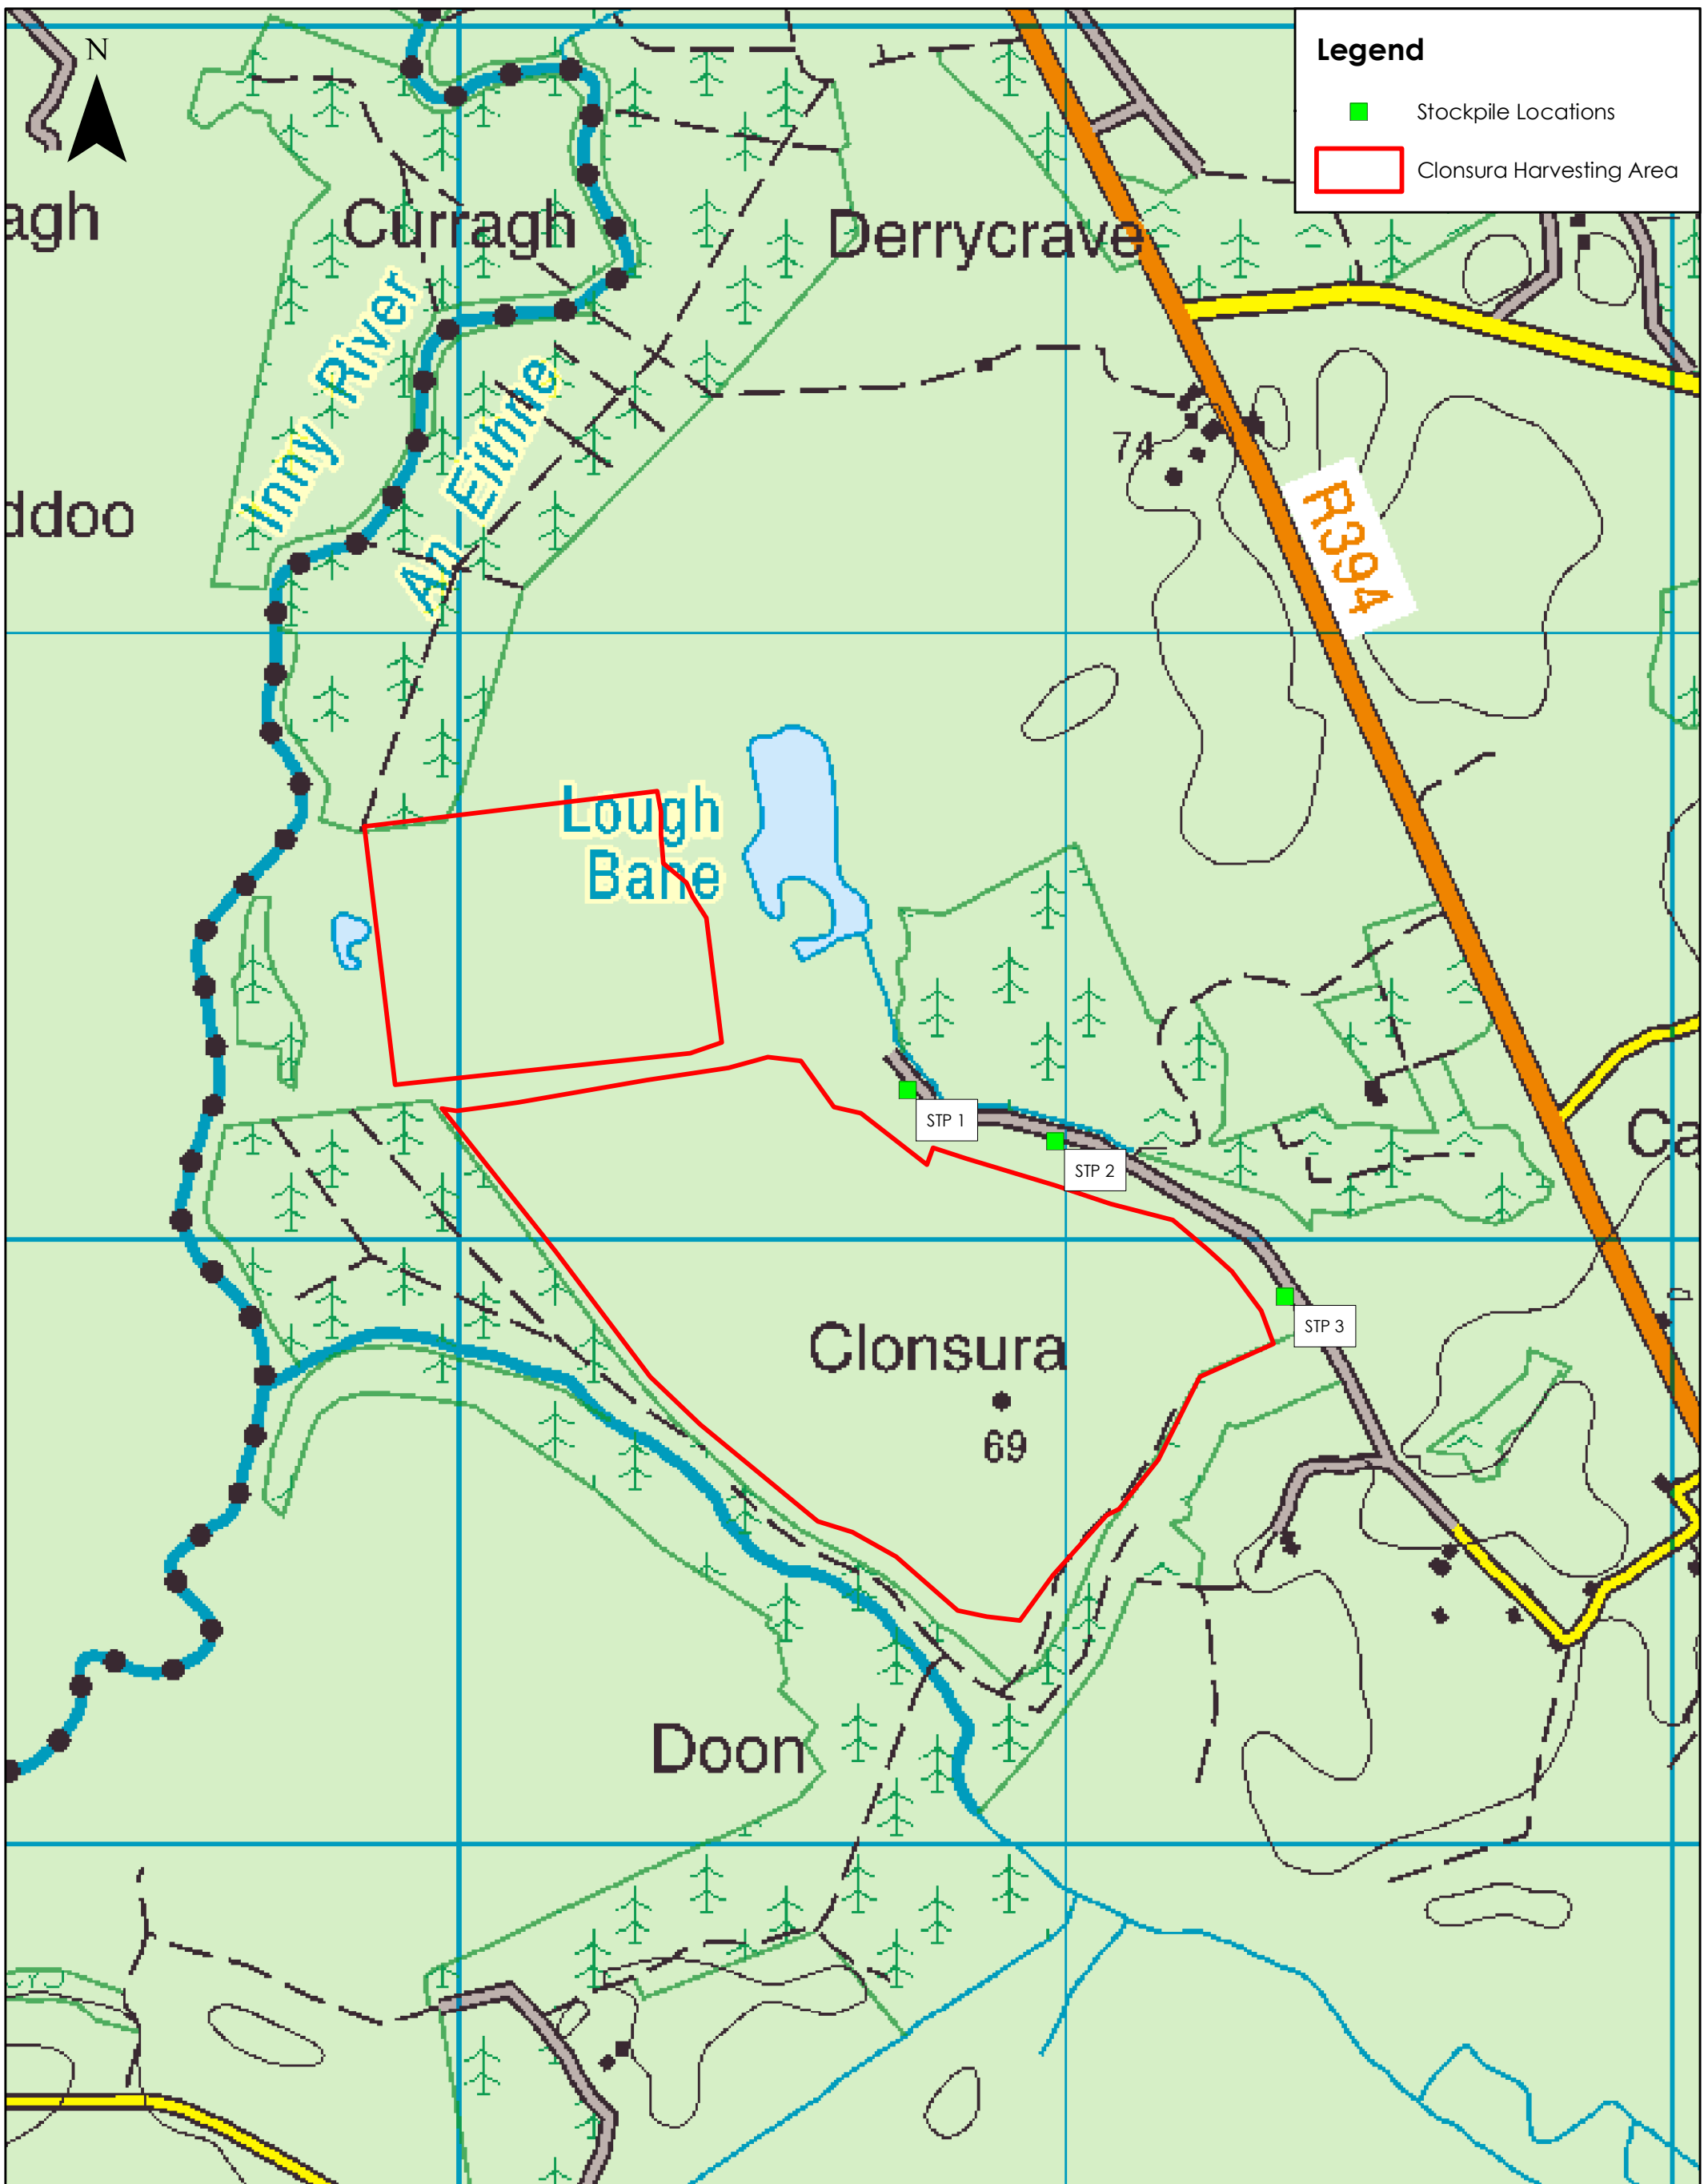 N
Legend
Stockpile Locations
Clonsura Harvesting Area
agh
Curragh
Derrycrave
Inny River
An Eithne
74
R394
ddoo
Lough
Bane
STP 1
STP 2
Ca
STP 3
Clonsura
69
Doon